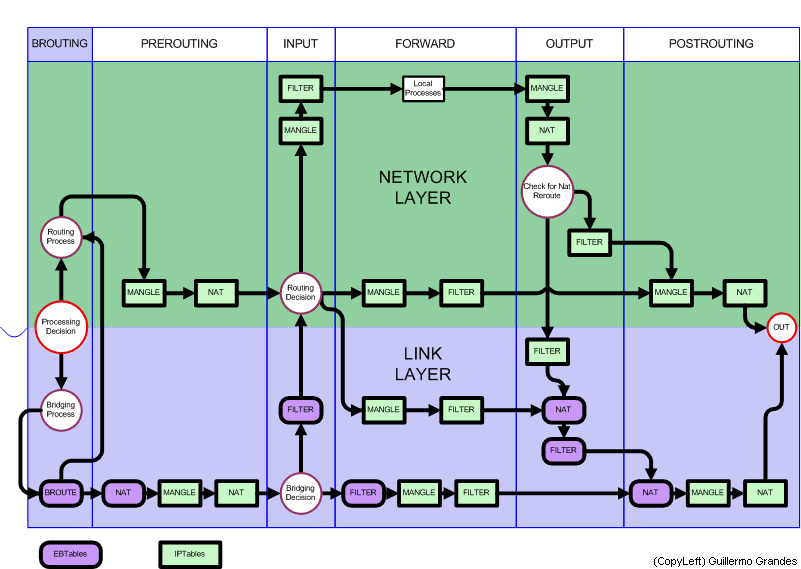 BROUTING PREROUTING INPUT FORWARD OUTPUT POSTROUTING
FILTER
Local
Processes
MANGLE
MANGLE
NAT
NETWORK
LAYER
Check for Nat
Reroute
Routing
Process
FILTER
MANGLE
NAT
Routing
Decision
MANGLE
FILTER
MANGLE
NAT
Processing
Decision
OUT
LINK
LAYER
FILTER
Bridging
Process
FILTER
MANGLE
FILTER
NAT
FILTER
BROUTE
NAT
MANGLE
NAT
Bridging
Decision
FILTER
MANGLE
FILTER
NAT
MANGLE
NAT
EBTables
IPTables
(CopyLeft) Guillermo Grandes